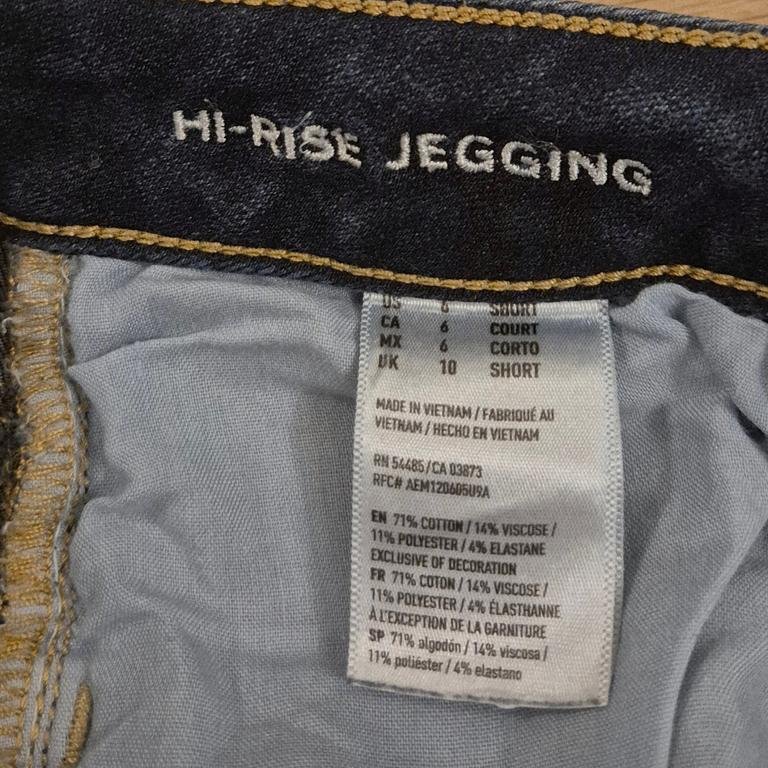 HI-RISE JEGGING
US 6 SHORT
CA 6 COURT
MX 6 CORTO
UK 10 SHORT
MADE IN VIETNAM / FABRIQUÉ AU
VIETNAM / HECHO EN VIETNAM
RN 54485/CA 03873
RFC# AEM120605U9A
EN 71% COTTON / 14% VISCOSE /
11% POLYESTER / 4% ELASTANE
EXCLUSIVE OF DECORATION
FR 71% COTON / 14% VISCOSE /
11% POLYESTER / 4% ÉLASTHANNE
À L'EXCEPTION DE LA GARNITURE
SP 71% algodón / 14% viscosa /
11% poliéster / 4% elastano